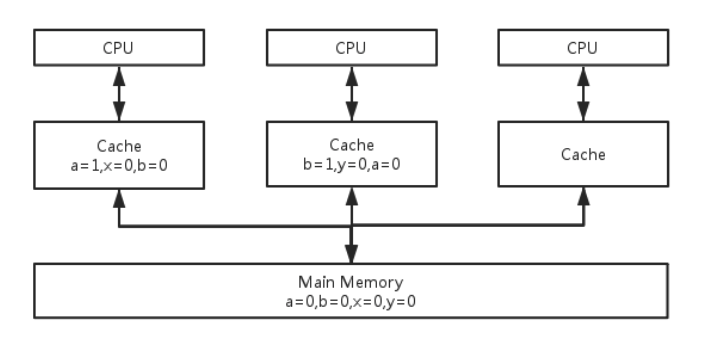 CPU
CPU
CPU
Cache
a=1,x=0,b=0
Cache
b=1,y=0,a=0
Cache
Main Memory
a=0,b=0,x=0,y=0